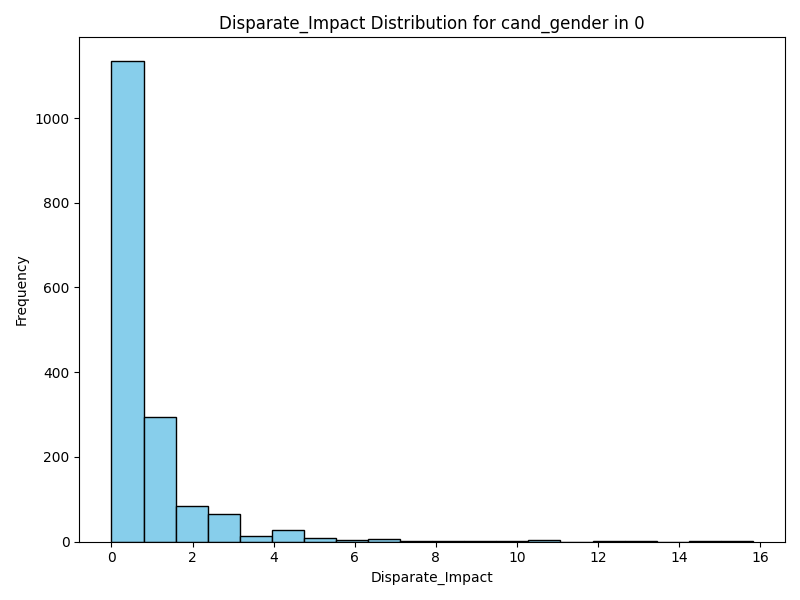 Disparate_Impact Distribution for cand_gender in 0
Frequency
1000
800
600
400
200
0
0 2 4 6 8 10 12 14 16
Disparate_Impact